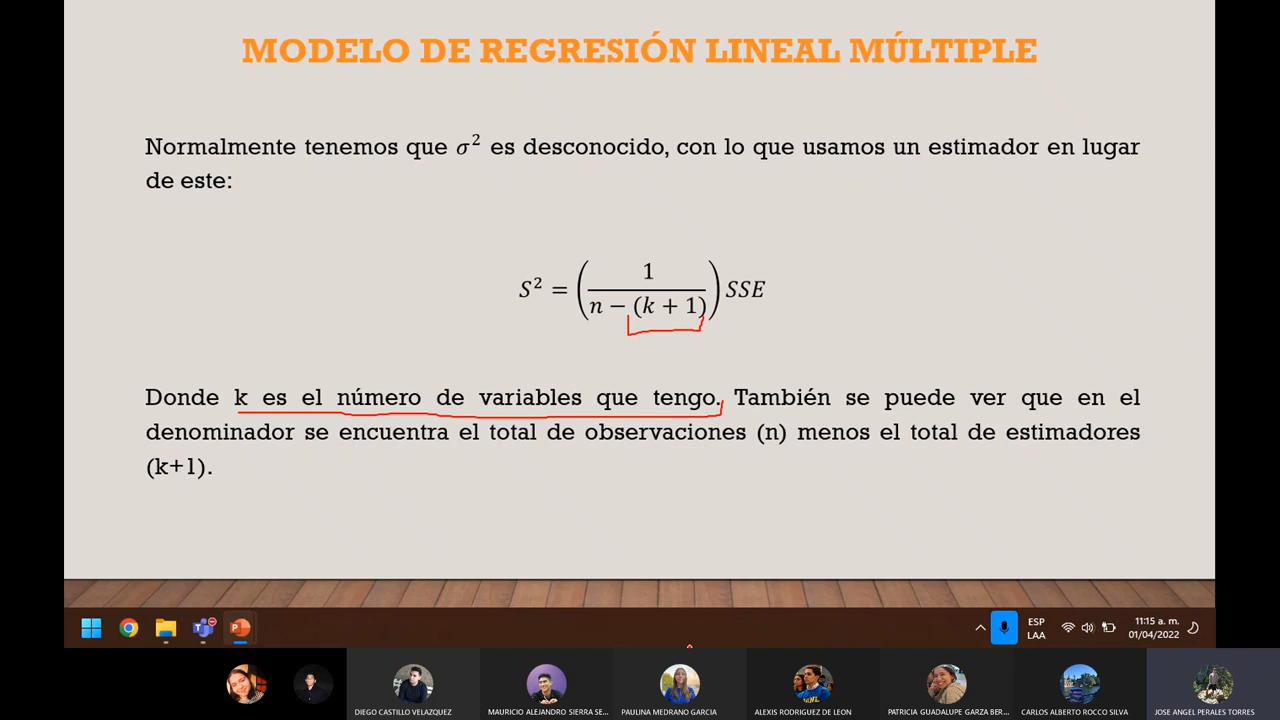 MODELO DE REGRESIÓN LINEAL MÚLTIPLE
Normalmente tenemos que σ² es desconocido, con lo que usamos un estimador en lugar
de este:
S² = (1 / (n − (k + 1))) SSE
Donde k es el número de variables que tengo. También se puede ver que en el
denominador se encuentra el total de observaciones (n) menos el total de estimadores
(k+1).
ESP
LAA
11:15 a. m.
01/04/2022
DIEGO CASTILLO VELAZQUEZ
MAURICIO ALEJANDRO SIERRA SE...
PAULINA MEDRANO GARCIA
ALEXIS RODRIGUEZ DE LEON
PATRICIA GUADALUPE GARZA BER...
CARLOS ALBERTO ROCCO SILVA
JOSE ANGEL PERALES TORRES